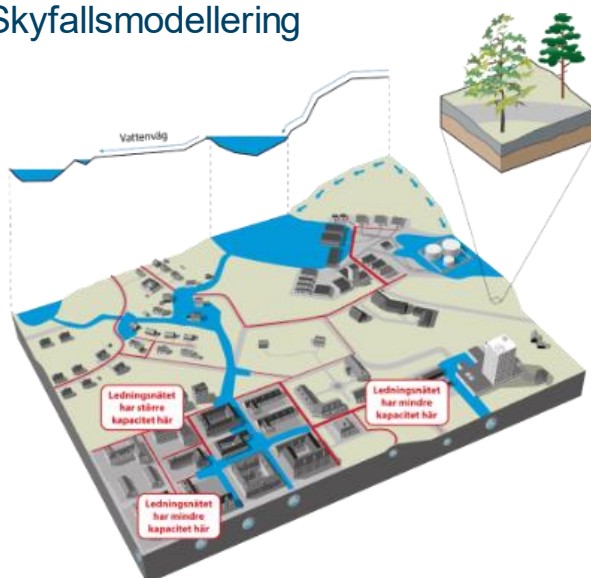 Skyfallsmodellering
Vattenväg
Ledningsnätet
har större
kapacitet här
Ledningsnätet
har mindre
kapacitet här
Ledningsnätet
har mindre
kapacitet här